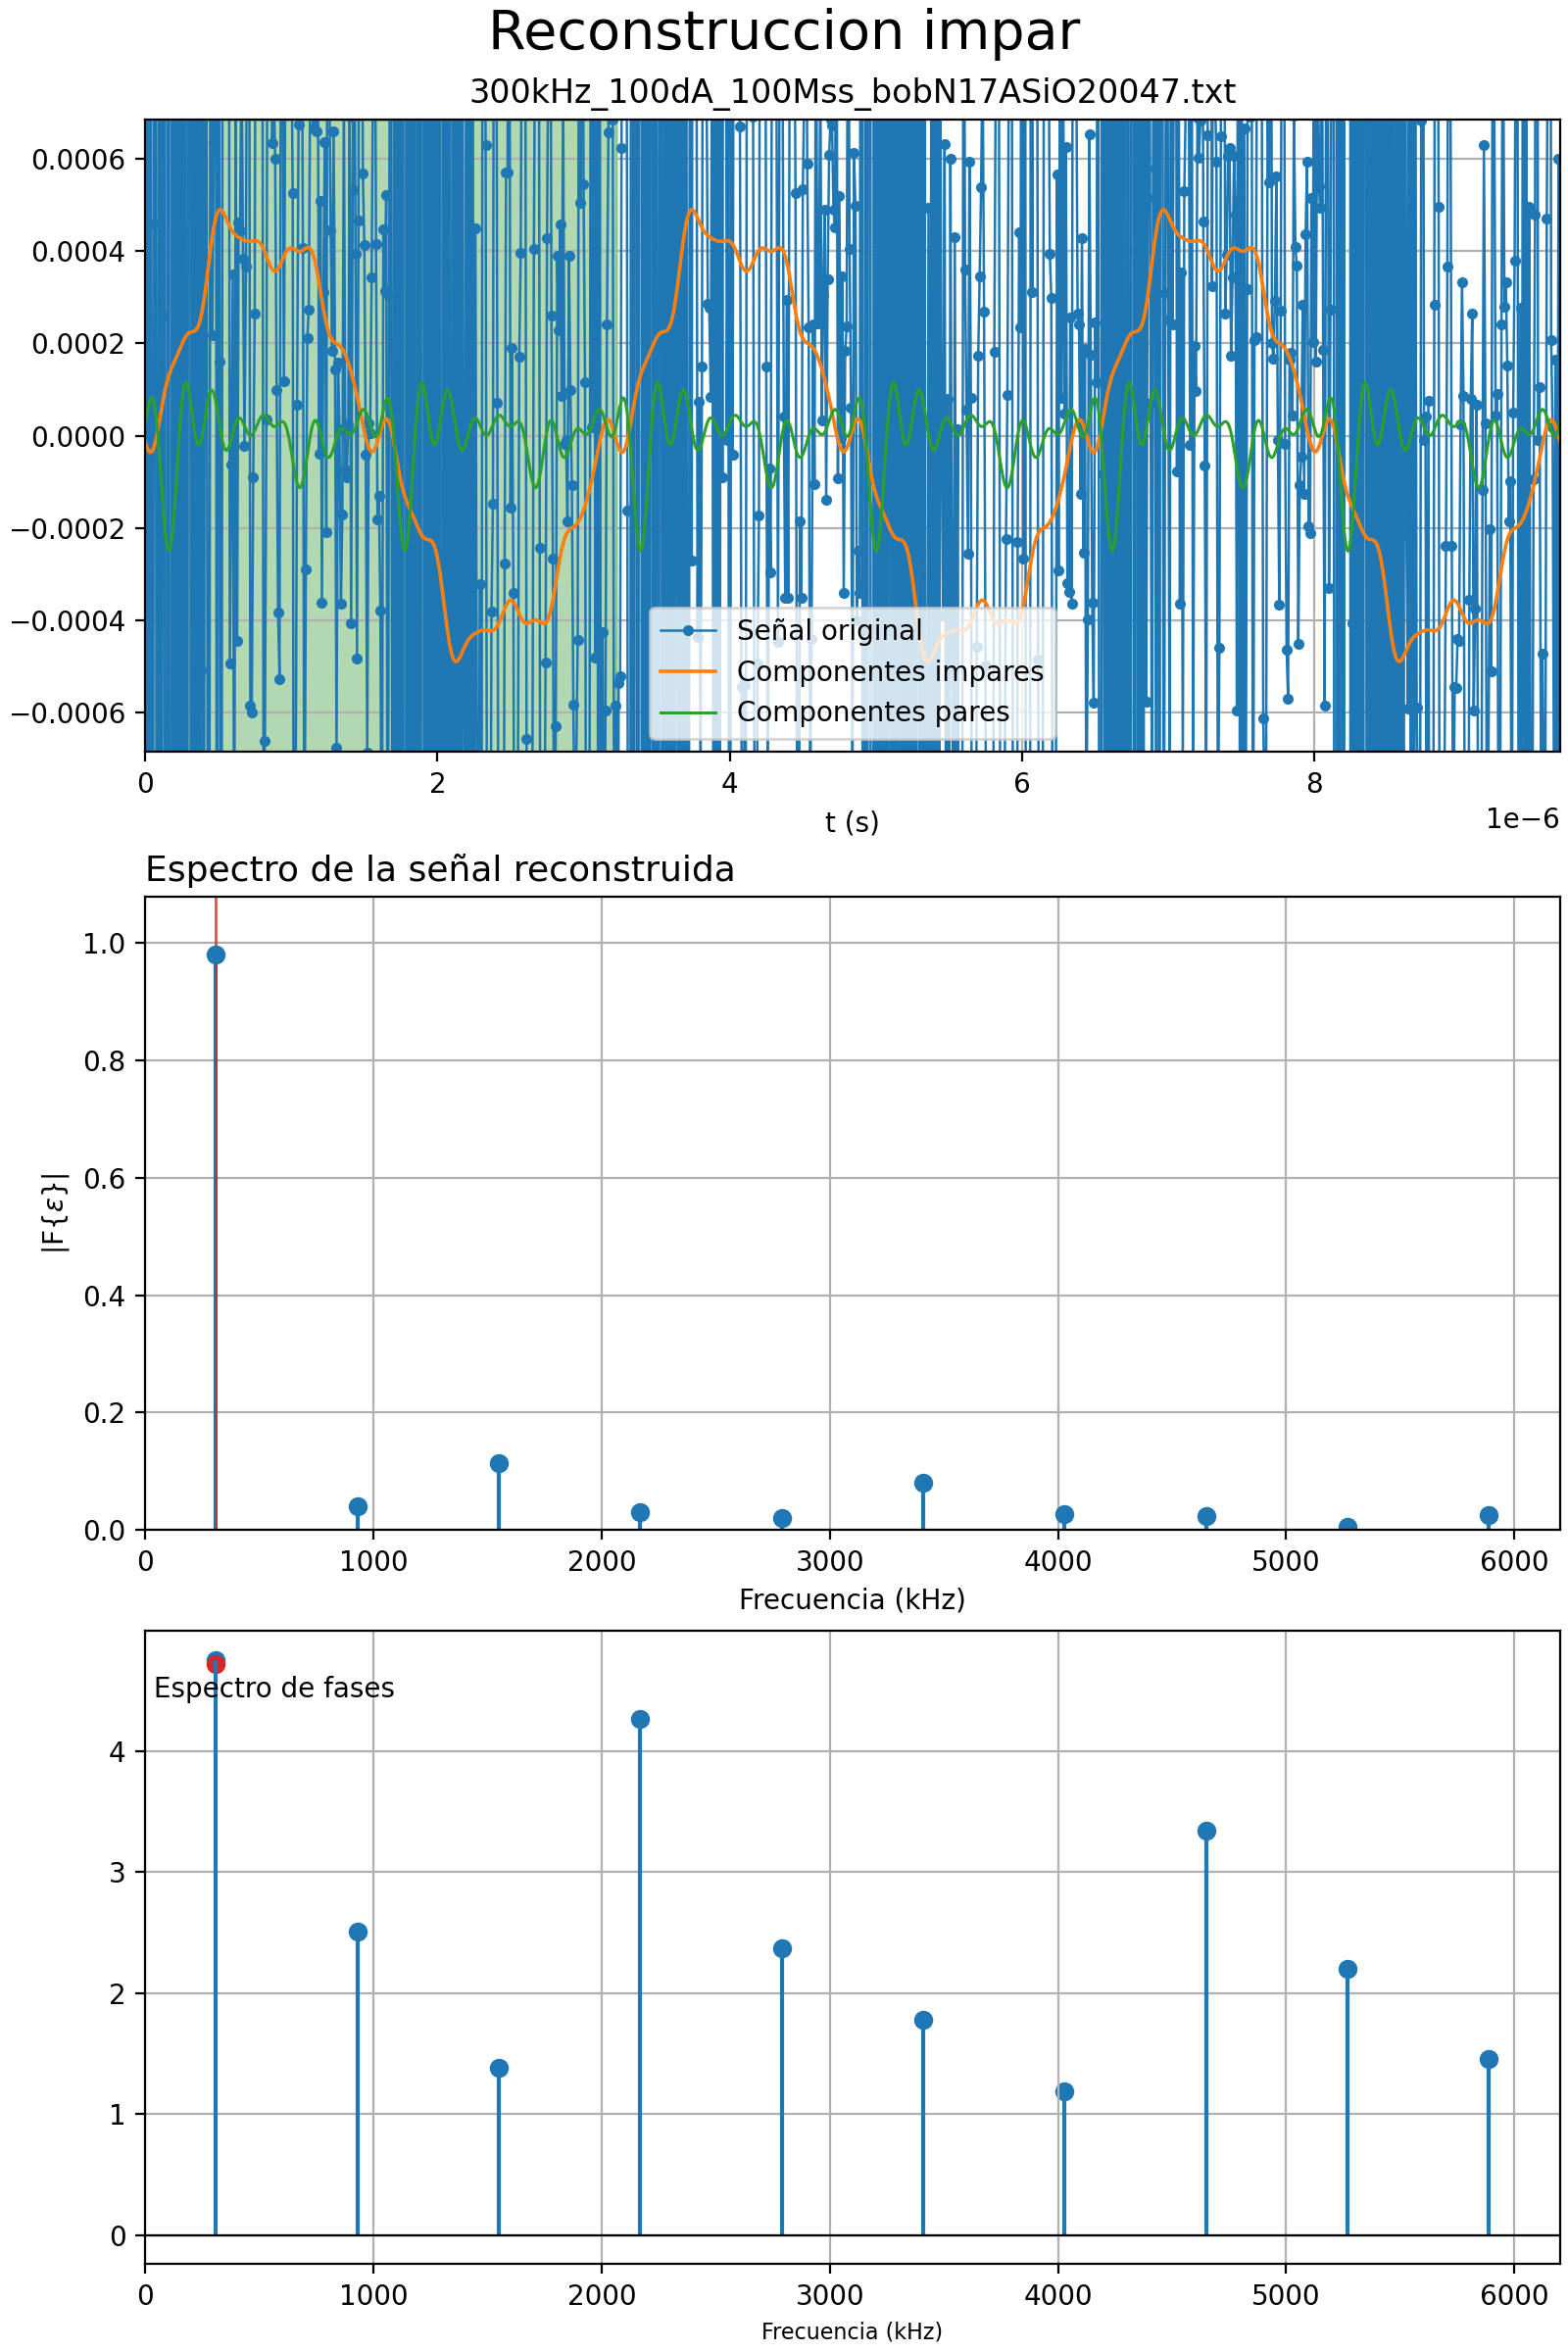 Reconstruccion impar
300kHz_100dA_100Mss_bobN17ASiO20047.txt
0.0006
0.0004
0.0002
0.0000
−0.0002
−0.0004
−0.0006
Señal original
Componentes impares
Componentes pares
0 2 4 6 8
t (s)
1e−6
Espectro de la señal reconstruida
1.0
0.8
0.6
0.4
0.2
0.0
|F{ε}|
0 1000 2000 3000 4000 5000 6000
Frecuencia (kHz)
Espectro de fases
4
3
2
1
0
0 1000 2000 3000 4000 5000 6000
Frecuencia (kHz)